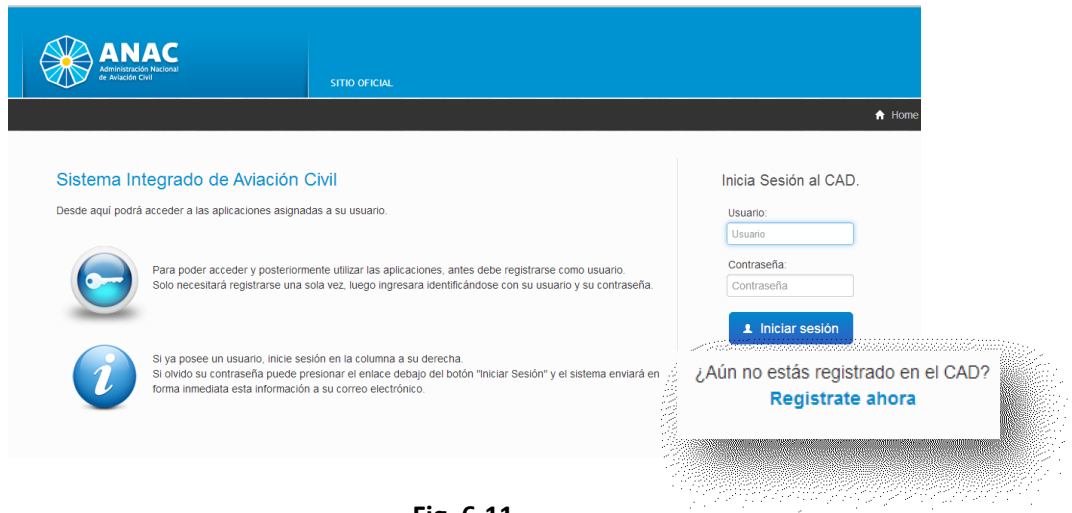 ANAC
Administración Nacional
de Aviación Civil
SITIO OFICIAL
Home
Sistema Integrado de Aviación Civil
Desde aquí podrá acceder a las aplicaciones asignadas a su usuario.
Para poder acceder y posteriormente utilizar las aplicaciones, antes debe registrarse como usuario.
Solo necesitará registrarse una sola vez, luego ingresara identificándose con su usuario y su contraseña.
Si ya posee un usuario, inicie sesión en la columna a su derecha.
Si olvido su contraseña puede presionar el enlace debajo del botón "Iniciar Sesión" y el sistema enviará en
forma inmediata esta información a su correo electrónico.
Inicia Sesión al CAD.
Usuario:
Usuario
Contraseña:
Contraseña
Iniciar sesión
¿Aún no estás registrado en el CAD?
Registrate ahora